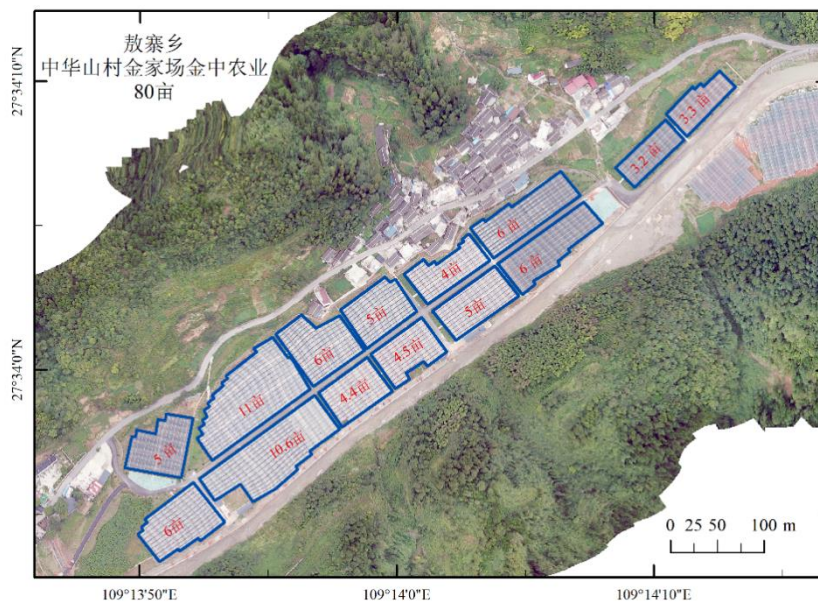 敖寨乡
中华山村金家场金中农业
80亩
27°34'10"N
27°34'0"N
3.3 亩
3.2 亩
6 亩
6 亩
4亩
5亩
5亩
4.5亩
6亩
4.4亩
11亩
10.6亩
5亩
6亩
0 25 50 100 m
109°13'50"E
109°14'0"E
109°14'10"E